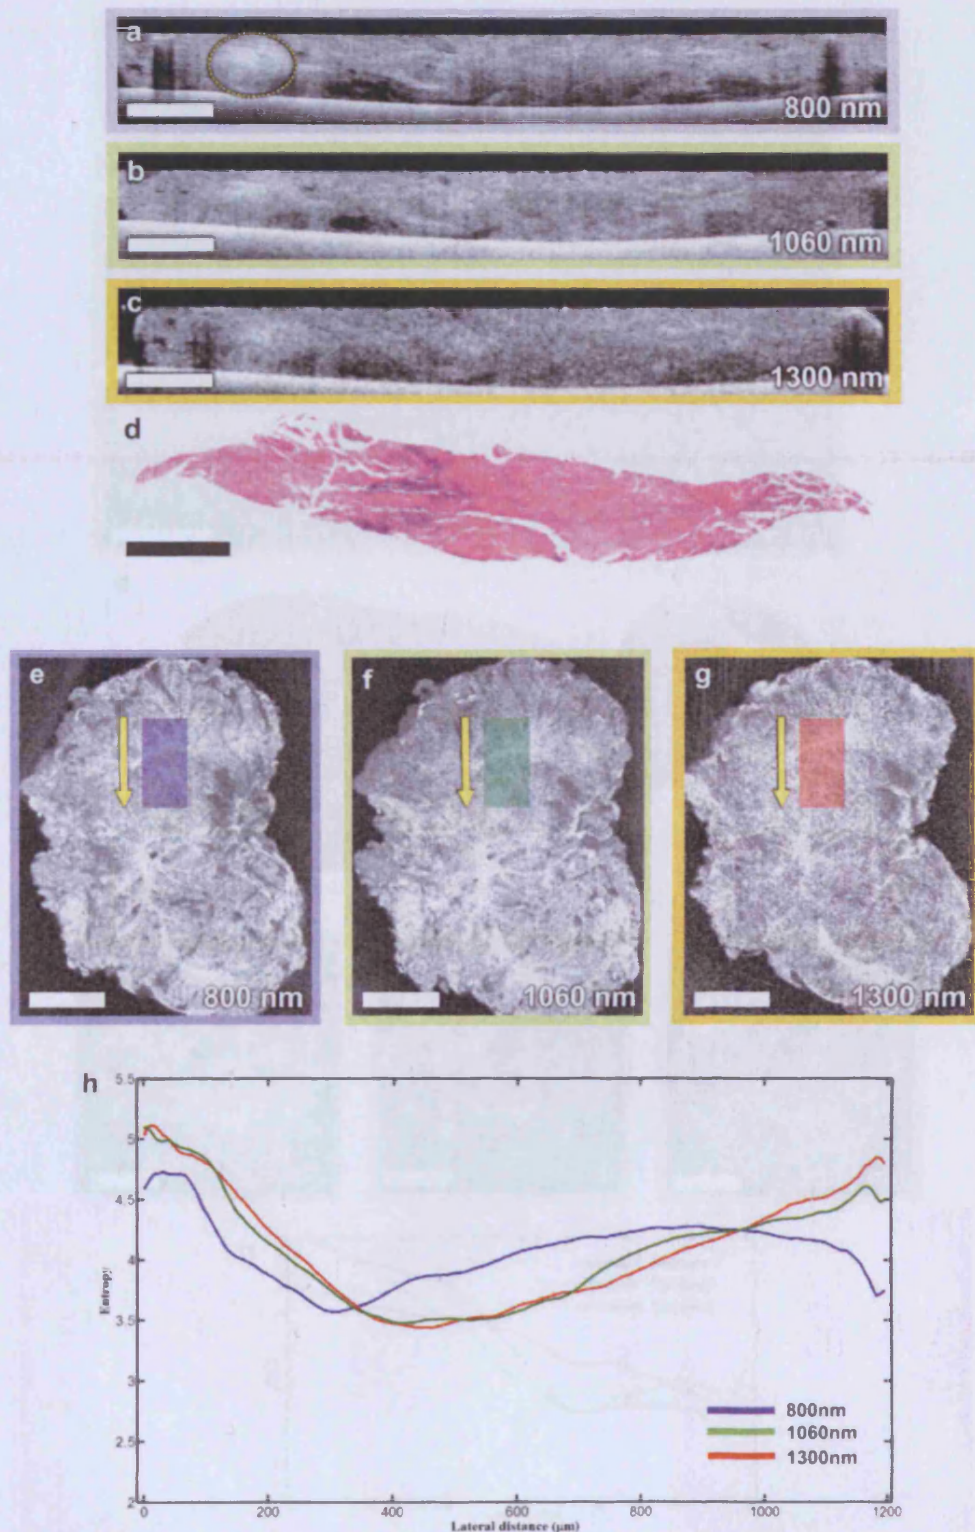 a
800 nm
b
1060 nm
c
1300 nm
d
e
800 nm
f
1060 nm
g
1300 nm
h
5.5
5
4.5
4
3.5
3
2.5
2
Entropy
0 200 400 600 800 1000 1200
Lateral distance (µm)
800nm
1060nm
1300nm